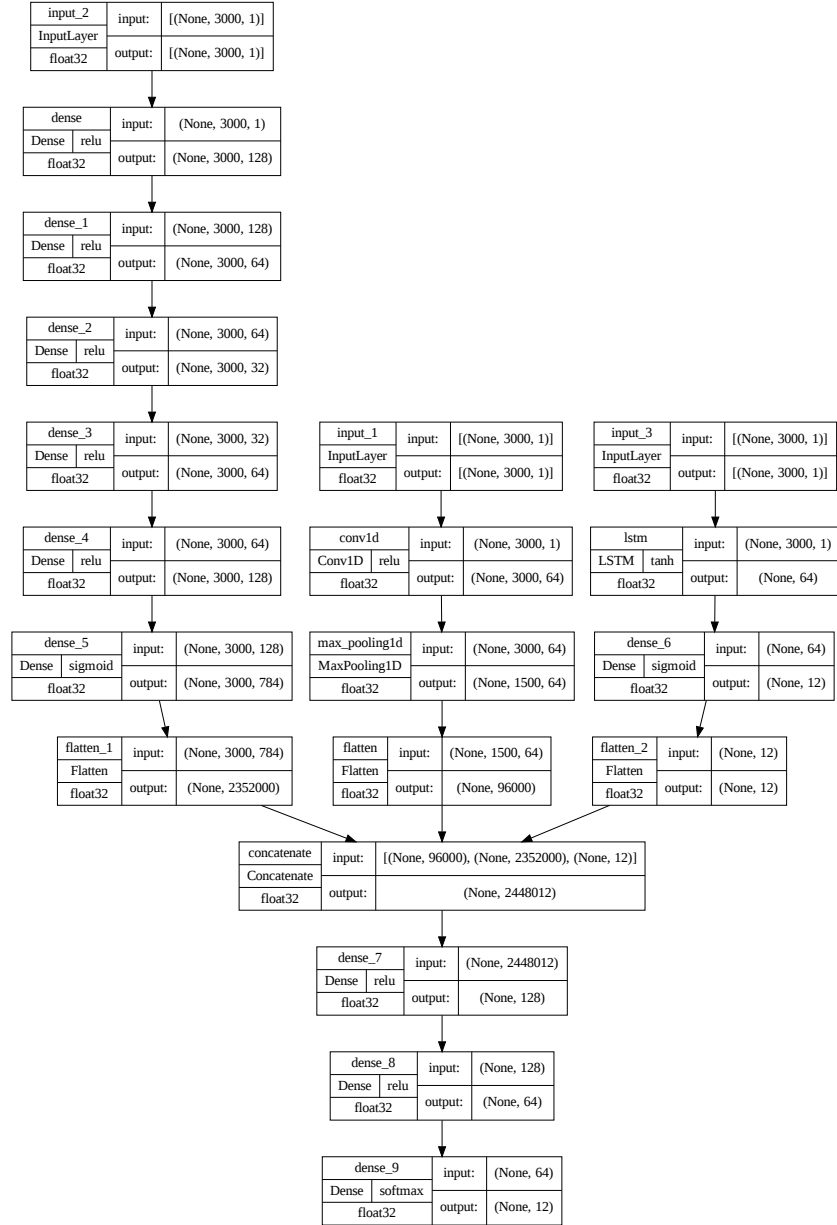 input_2 input: [(None, 3000, 1)]
InputLayer
float32 output: [(None, 3000, 1)]
dense input: (None, 3000, 1)
Dense relu
float32 output: (None, 3000, 128)
dense_1 input: (None, 3000, 128)
Dense relu
float32 output: (None, 3000, 64)
dense_2 input: (None, 3000, 64)
Dense relu
float32 output: (None, 3000, 32)
dense_3 input: (None, 3000, 32)
Dense relu
float32 output: (None, 3000, 64)
dense_4 input: (None, 3000, 64)
Dense relu
float32 output: (None, 3000, 128)
dense_5 input: (None, 3000, 128)
Dense sigmoid
float32 output: (None, 3000, 784)
flatten_1 input: (None, 3000, 784)
Flatten
float32 output: (None, 2352000)
input_1 input: [(None, 3000, 1)]
InputLayer
float32 output: [(None, 3000, 1)]
conv1d input: (None, 3000, 1)
Conv1D relu
float32 output: (None, 3000, 64)
max_pooling1d input: (None, 3000, 64)
MaxPooling1D
float32 output: (None, 1500, 64)
flatten input: (None, 1500, 64)
Flatten
float32 output: (None, 96000)
input_3 input: [(None, 3000, 1)]
InputLayer
float32 output: [(None, 3000, 1)]
lstm input: (None, 3000, 1)
LSTM tanh
float32 output: (None, 64)
dense_6 input: (None, 64)
Dense sigmoid
float32 output: (None, 12)
flatten_2 input: (None, 12)
Flatten
float32 output: (None, 12)
concatenate input: [(None, 96000), (None, 2352000), (None, 12)]
Concatenate
float32 output: (None, 2448012)
dense_7 input: (None, 2448012)
Dense relu
float32 output: (None, 128)
dense_8 input: (None, 128)
Dense relu
float32 output: (None, 64)
dense_9 input: (None, 64)
Dense softmax
float32 output: (None, 12)